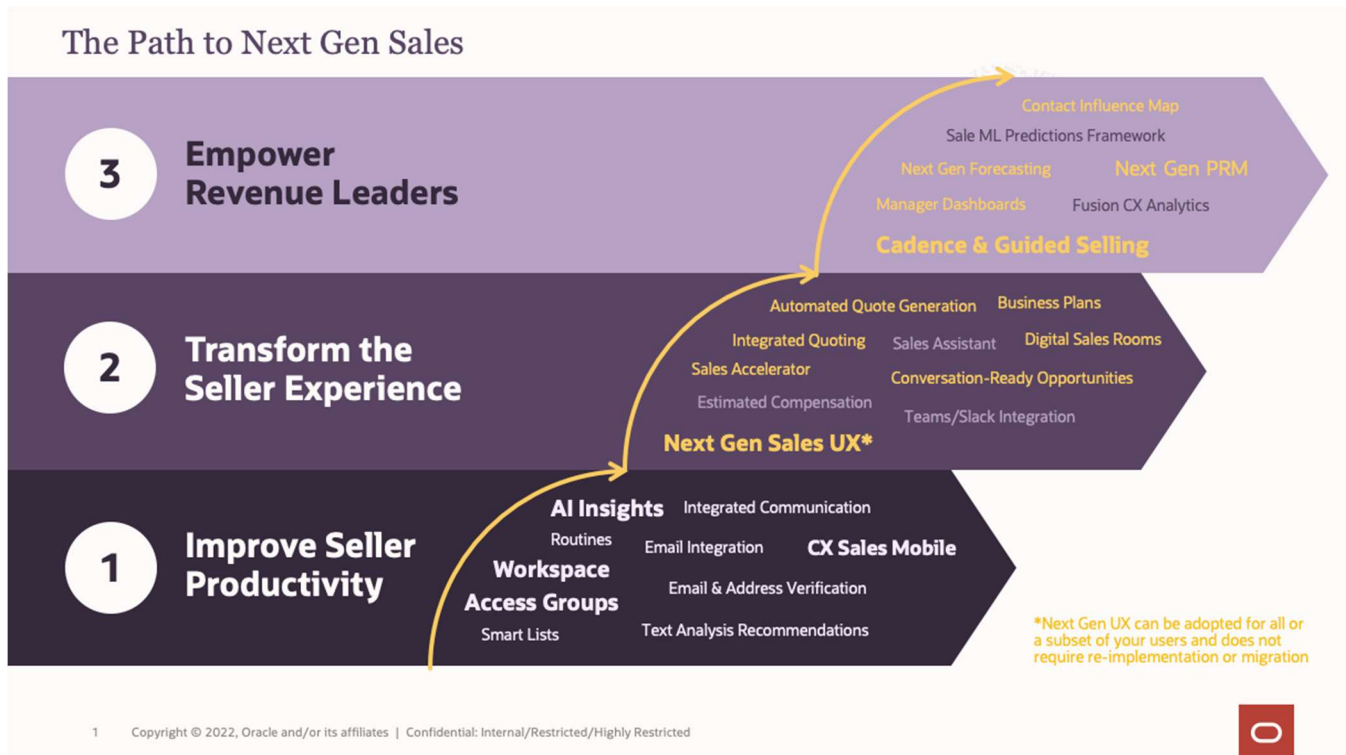 The Path to Next Gen Sales
3
Empower
Revenue Leaders
Contact Influence Map
Sale ML Predictions Framework
Next Gen Forecasting
Next Gen PRM
Manager Dashboards
Fusion CX Analytics
Cadence & Guided Selling
2
Transform the
Seller Experience
Automated Quote Generation
Business Plans
Integrated Quoting
Sales Assistant
Digital Sales Rooms
Sales Accelerator
Conversation-Ready Opportunities
Estimated Compensation
Teams/Slack Integration
Next Gen Sales UX*
1
Improve Seller
Productivity
AI Insights
Integrated Communication
Routines
Email Integration
CX Sales Mobile
Workspace
Email & Address Verification
Access Groups
Smart Lists
Text Analysis Recommendations
*Next Gen UX can be adopted for all or
a subset of your users and does not
require re-implementation or migration
1 Copyright © 2022, Oracle and/or its affiliates | Confidential: Internal/Restricted/Highly Restricted